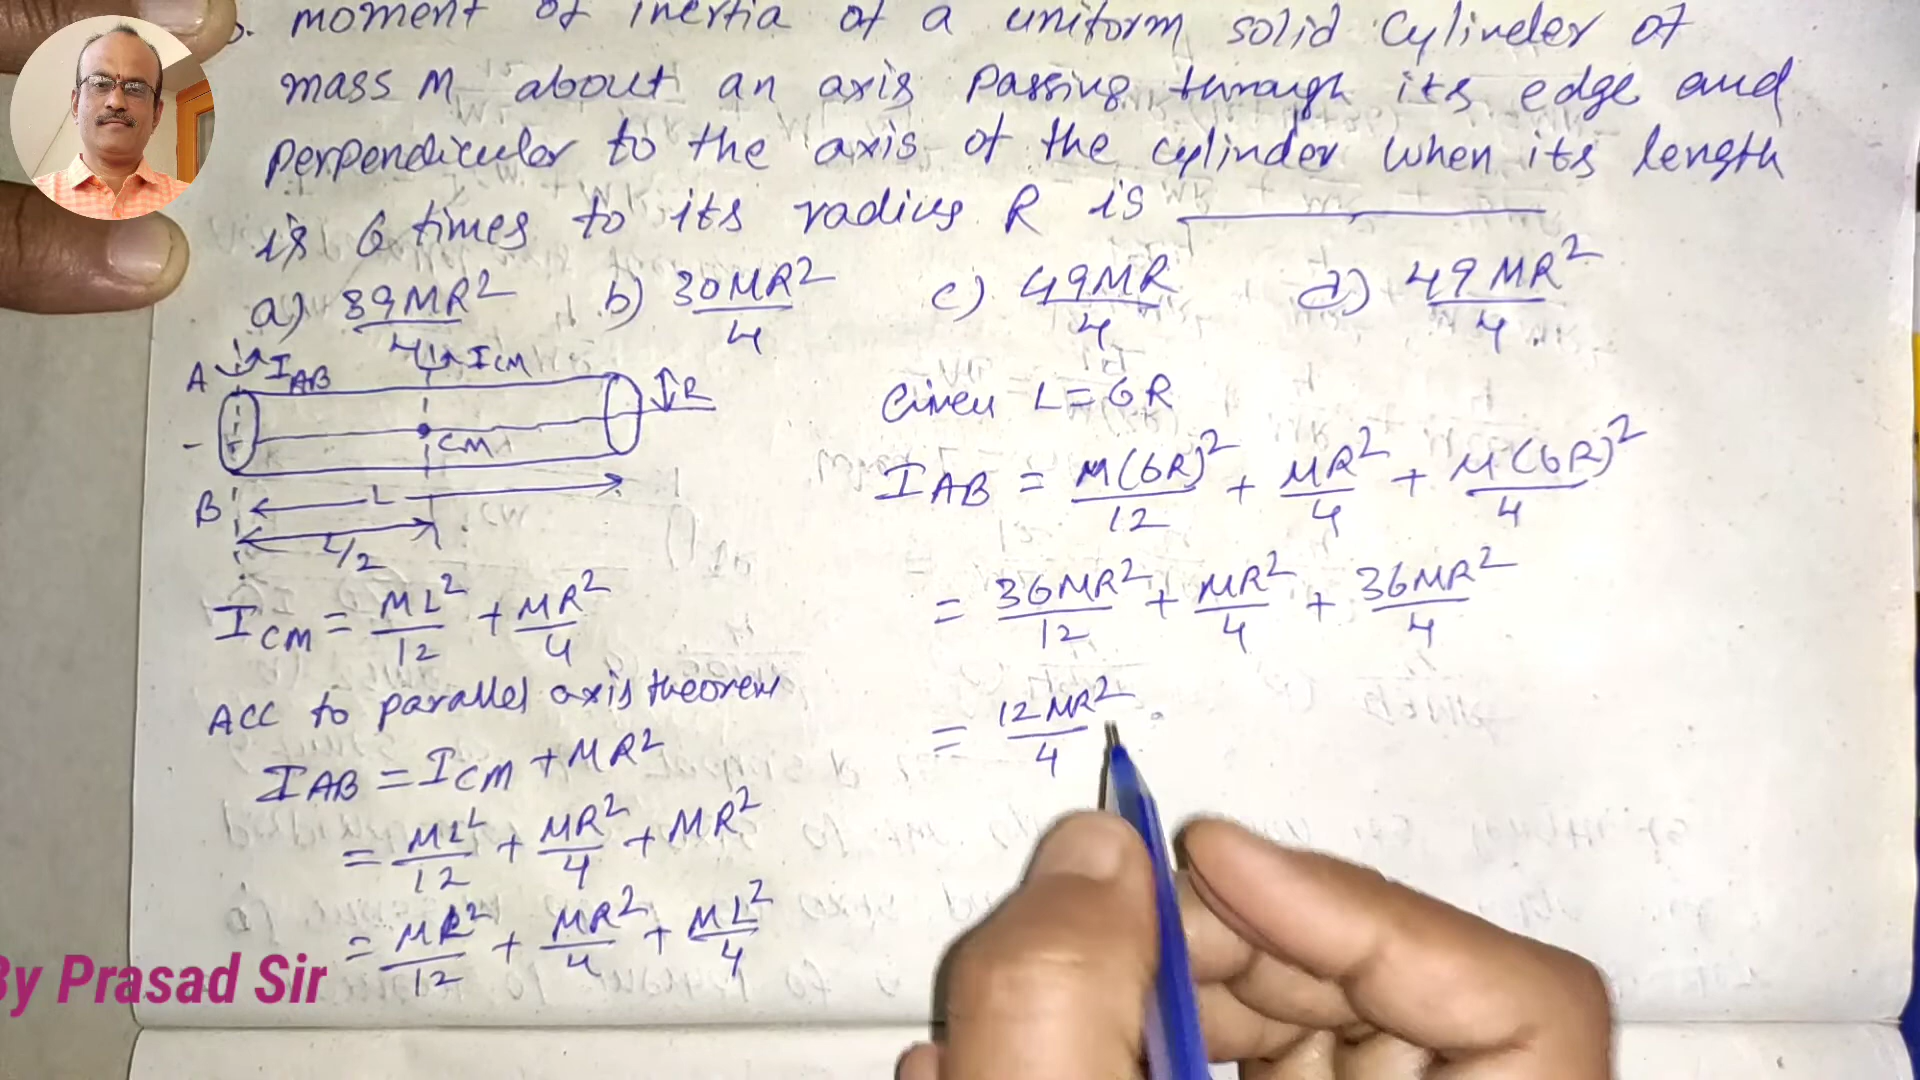 moment of inertia of a uniform solid cylinder of
mass M about an axis passing through its edge and
perpendicular to the axis of the cylinder when its length
is 6 times to its radius R is ________
a) 89MR²/4 b) 30MR²/4 c) 49MR/4 d) 49MR²/4
A I_AB I_CM
R
CM
B L
L/2
I_CM = ML²/12 + MR²/4
Acc to parallel axis theorem
I_AB = I_CM + MR²
= ML²/12 + MR²/4 + MR²
= MR²/12 + MR²/4 + ML²/4
Given L = 6R
I_AB = M(6R)²/12 + MR²/4 + M(6R)²/4
= 36MR²/12 + MR²/4 + 36MR²/4
= 12MR²/4
By Prasad Sir